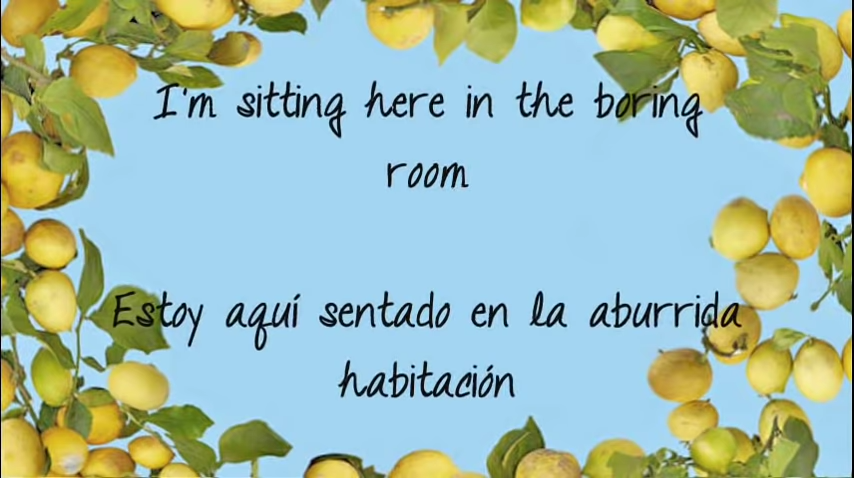 I'm sitting here in the boring
room
Estoy aquí sentado en la aburrida
habitación